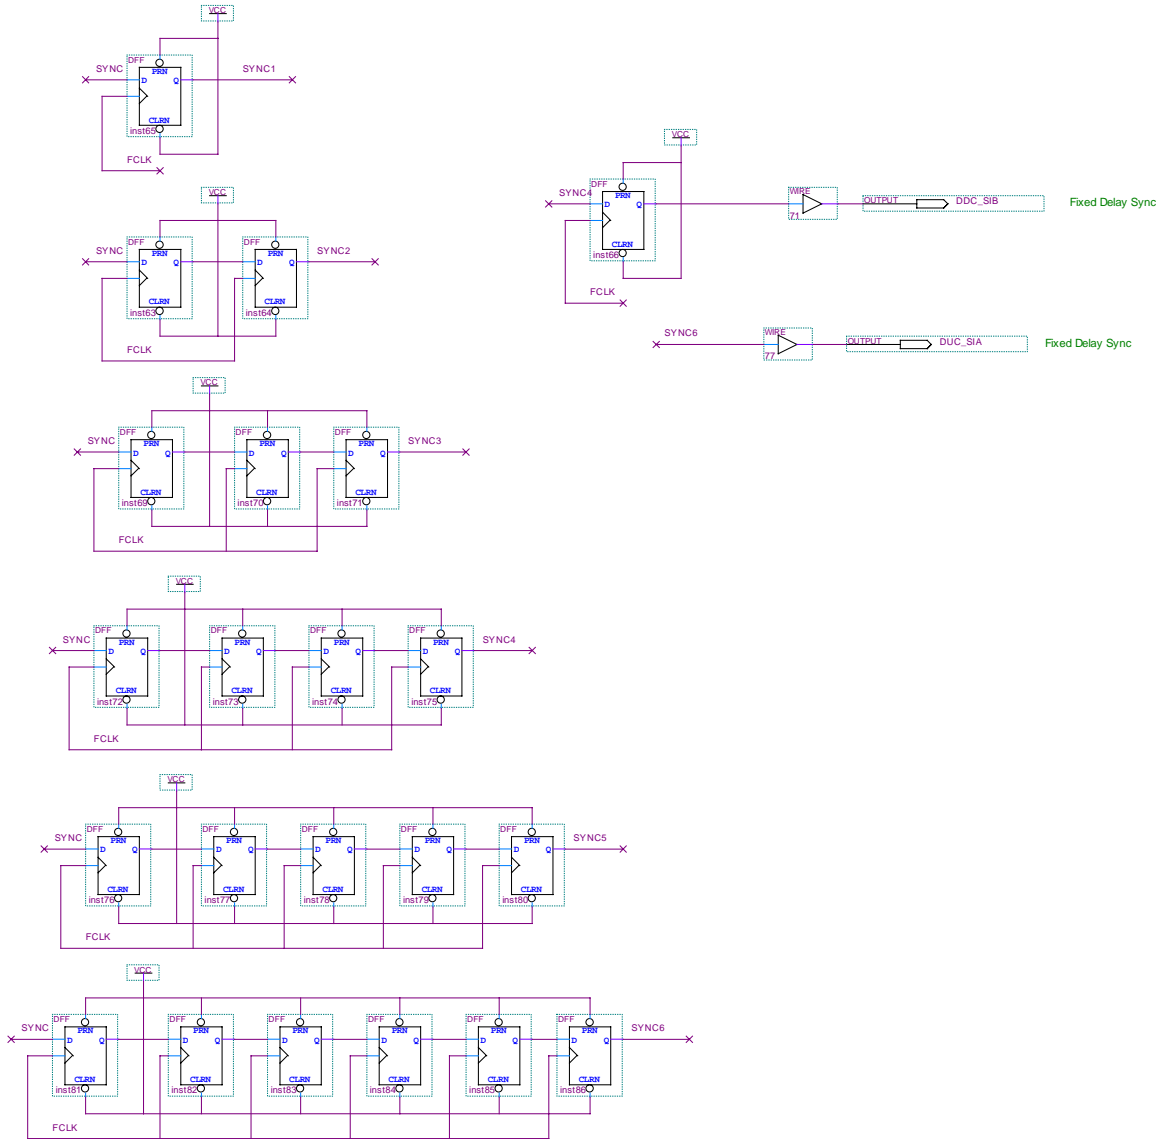 VCC
DFF
SYNC
PRN
D Q
SYNC1
CLRN
inst65
FCLK
VCC
DFF DFF
SYNC
PRN PRN
D Q D Q
SYNC2
CLRN CLRN
inst63 inst64
FCLK
VCC
DFF DFF DFF
SYNC
PRN PRN PRN
D Q D Q D Q
SYNC3
CLRN CLRN CLRN
inst69 inst70 inst71
FCLK
VCC
DFF DFF DFF DFF
SYNC
PRN PRN PRN PRN
D Q D Q D Q D Q
SYNC4
CLRN CLRN CLRN CLRN
inst72 inst73 inst74 inst75
FCLK
VCC
DFF DFF DFF DFF DFF
SYNC
PRN PRN PRN PRN PRN
D Q D Q D Q D Q D Q
SYNC5
CLRN CLRN CLRN CLRN CLRN
inst76 inst77 inst78 inst79 inst80
FCLK
VCC
DFF DFF DFF DFF DFF DFF
SYNC
PRN PRN PRN PRN PRN PRN
D Q D Q D Q D Q D Q D Q
SYNC6
CLRN CLRN CLRN CLRN CLRN CLRN
inst81 inst82 inst83 inst84 inst85 inst86
FCLK
VCC
DFF
SYNC4
PRN
D Q
CLRN
inst66
FCLK
WIRE
71
OUTPUT
DDC_SIB
Fixed Delay Sync
SYNC6
WIRE
77
OUTPUT
DUC_SIA
Fixed Delay Sync